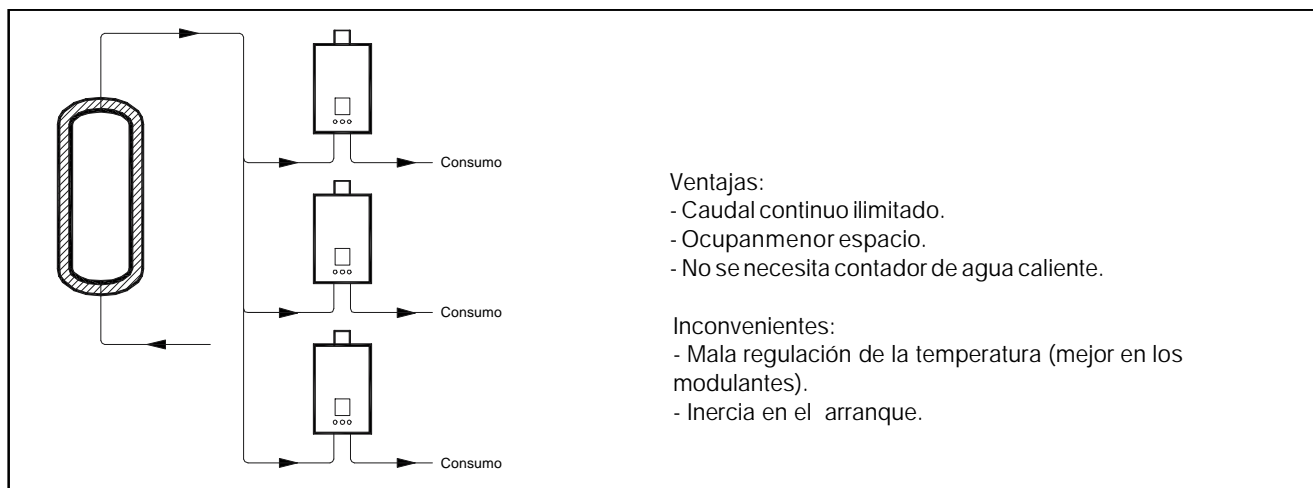 Consumo
Consumo
Consumo
Ventajas:
- Caudal continuo ilimitado.
- Ocupanmenor espacio.
- No se necesita contador de agua caliente.
Inconvenientes:
- Mala regulación de la temperatura (mejor en los
modulantes).
- Inercia en el arranque.